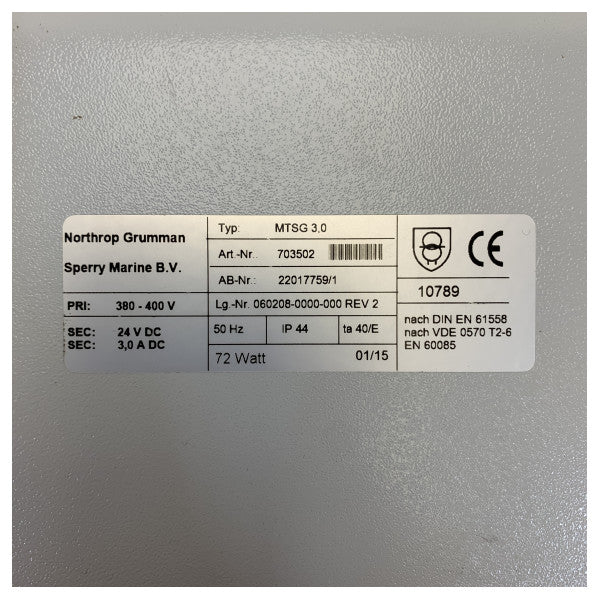 Northrop Grumman
Sperry Marine B.V.
PRI: 380 - 400 V
SEC: 24 V DC
SEC: 3,0 A DC
Typ: MTSG 3,0
Art.-Nr.. 703502
AB-Nr.: 22017759/1
Lg.-Nr. 060208-0000-000 REV 2
50 Hz IP 44 ta 40/E
72 Watt 01/15
CE
10789
nach DIN EN 61558
nach VDE 0570 T2-6
EN 60085